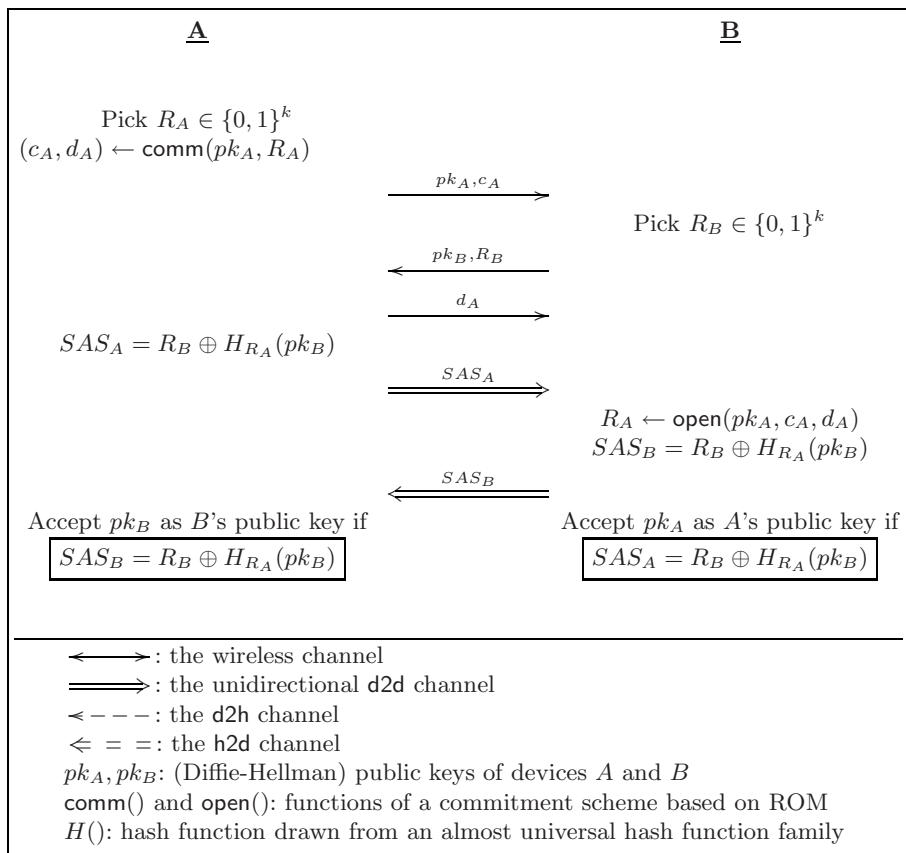 A B
Pick R_A ∈ {0, 1}^k
(c_A, d_A) ← comm(pk_A, R_A)
pk_A, c_A
Pick R_B ∈ {0, 1}^k
pk_B, R_B
d_A
SAS_A = R_B ⊕ H_{R_A}(pk_B)
SAS_A
R_A ← open(pk_A, c_A, d_A)
SAS_B = R_B ⊕ H_{R_A}(pk_B)
SAS_B
Accept pk_B as B's public key if Accept pk_A as A's public key if
SAS_B = R_B ⊕ H_{R_A}(pk_B) SAS_A = R_B ⊕ H_{R_A}(pk_B)
: the wireless channel
: the unidirectional d2d channel
: the d2h channel
: the h2d channel
pk_A, pk_B: (Diffie-Hellman) public keys of devices A and B
comm() and open(): functions of a commitment scheme based on ROM
H(): hash function drawn from an almost universal hash function family